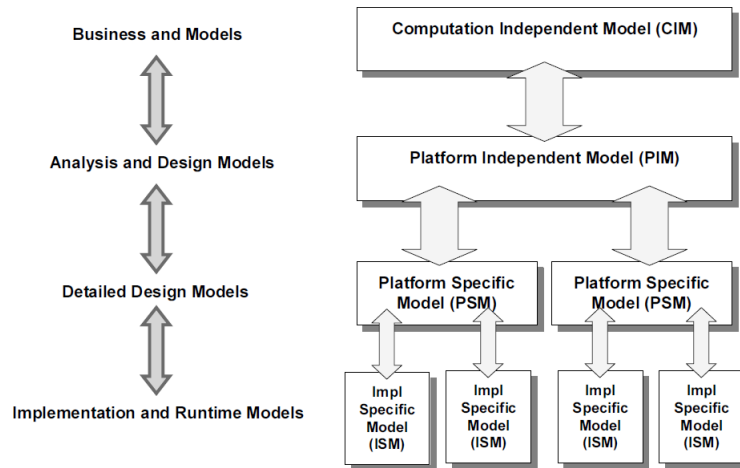 Business and Models
Computation Independent Model (CIM)
Analysis and Design Models
Platform Independent Model (PIM)
Detailed Design Models
Platform Specific
Model (PSM)
Platform Specific
Model (PSM)
Implementation and Runtime Models
Impl
Specific
Model
(ISM)
Impl
Specific
Model
(ISM)
Impl
Specific
Model
(ISM)
Impl
Specific
Model
(ISM)